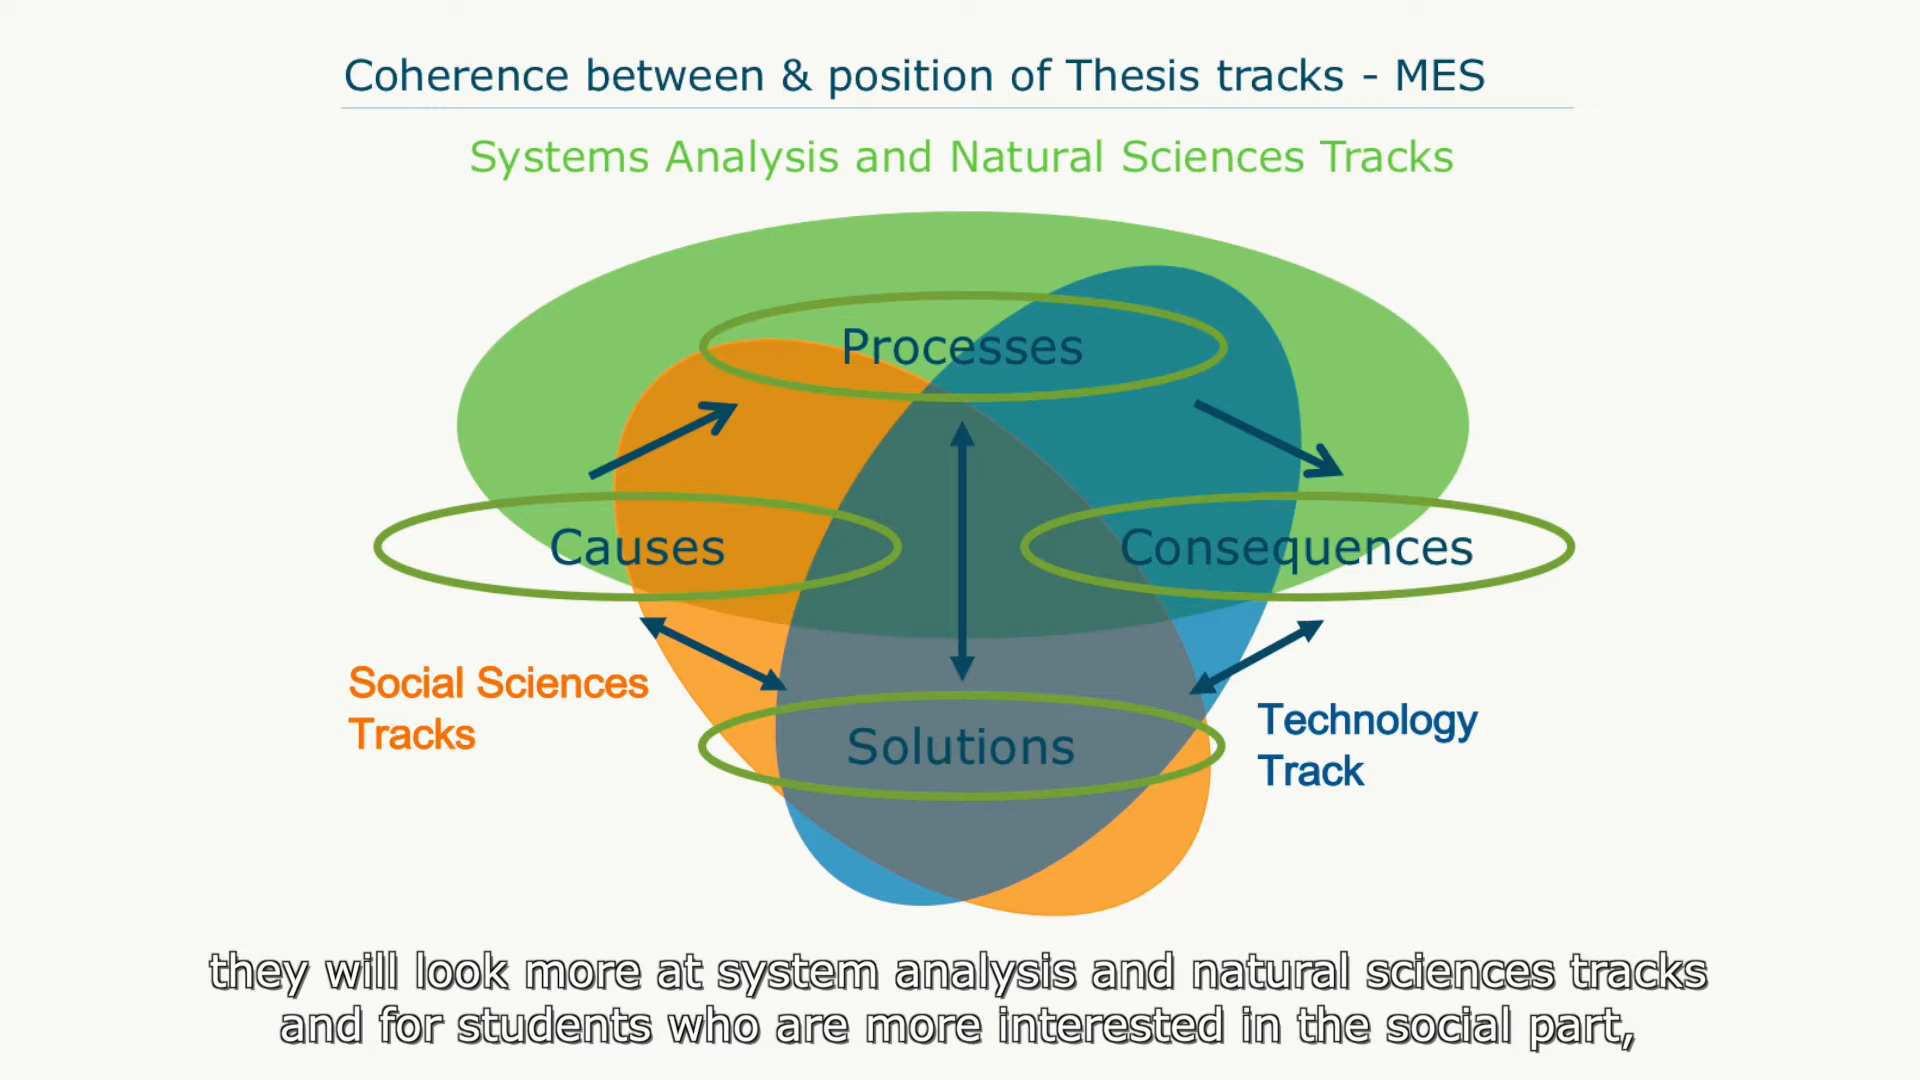 Coherence between & position of Thesis tracks - MES
Systems Analysis and Natural Sciences Tracks
Processes
Causes
Consequences
Social Sciences
Tracks
Technology
Track
Solutions
they will look more at system analysis and natural sciences tracks
and for students who are more interested in the social part,